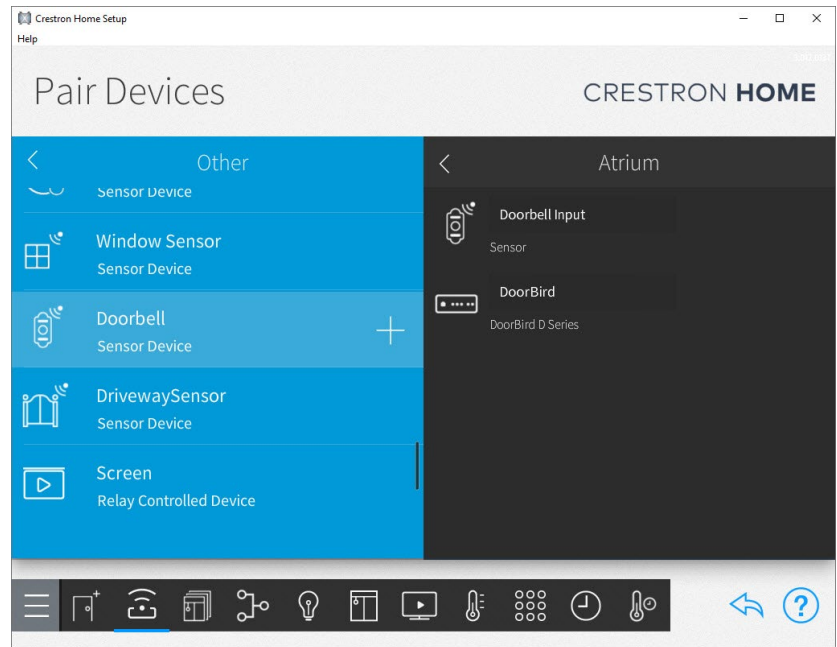 Crestron Home Setup
Help
Pair Devices
CRESTRON HOME
Other
Sensor Device
Window Sensor
Sensor Device
Doorbell
Sensor Device
DrivewaySensor
Sensor Device
Screen
Relay Controlled Device
Atrium
Doorbell Input
Sensor
DoorBird
DoorBird D Series